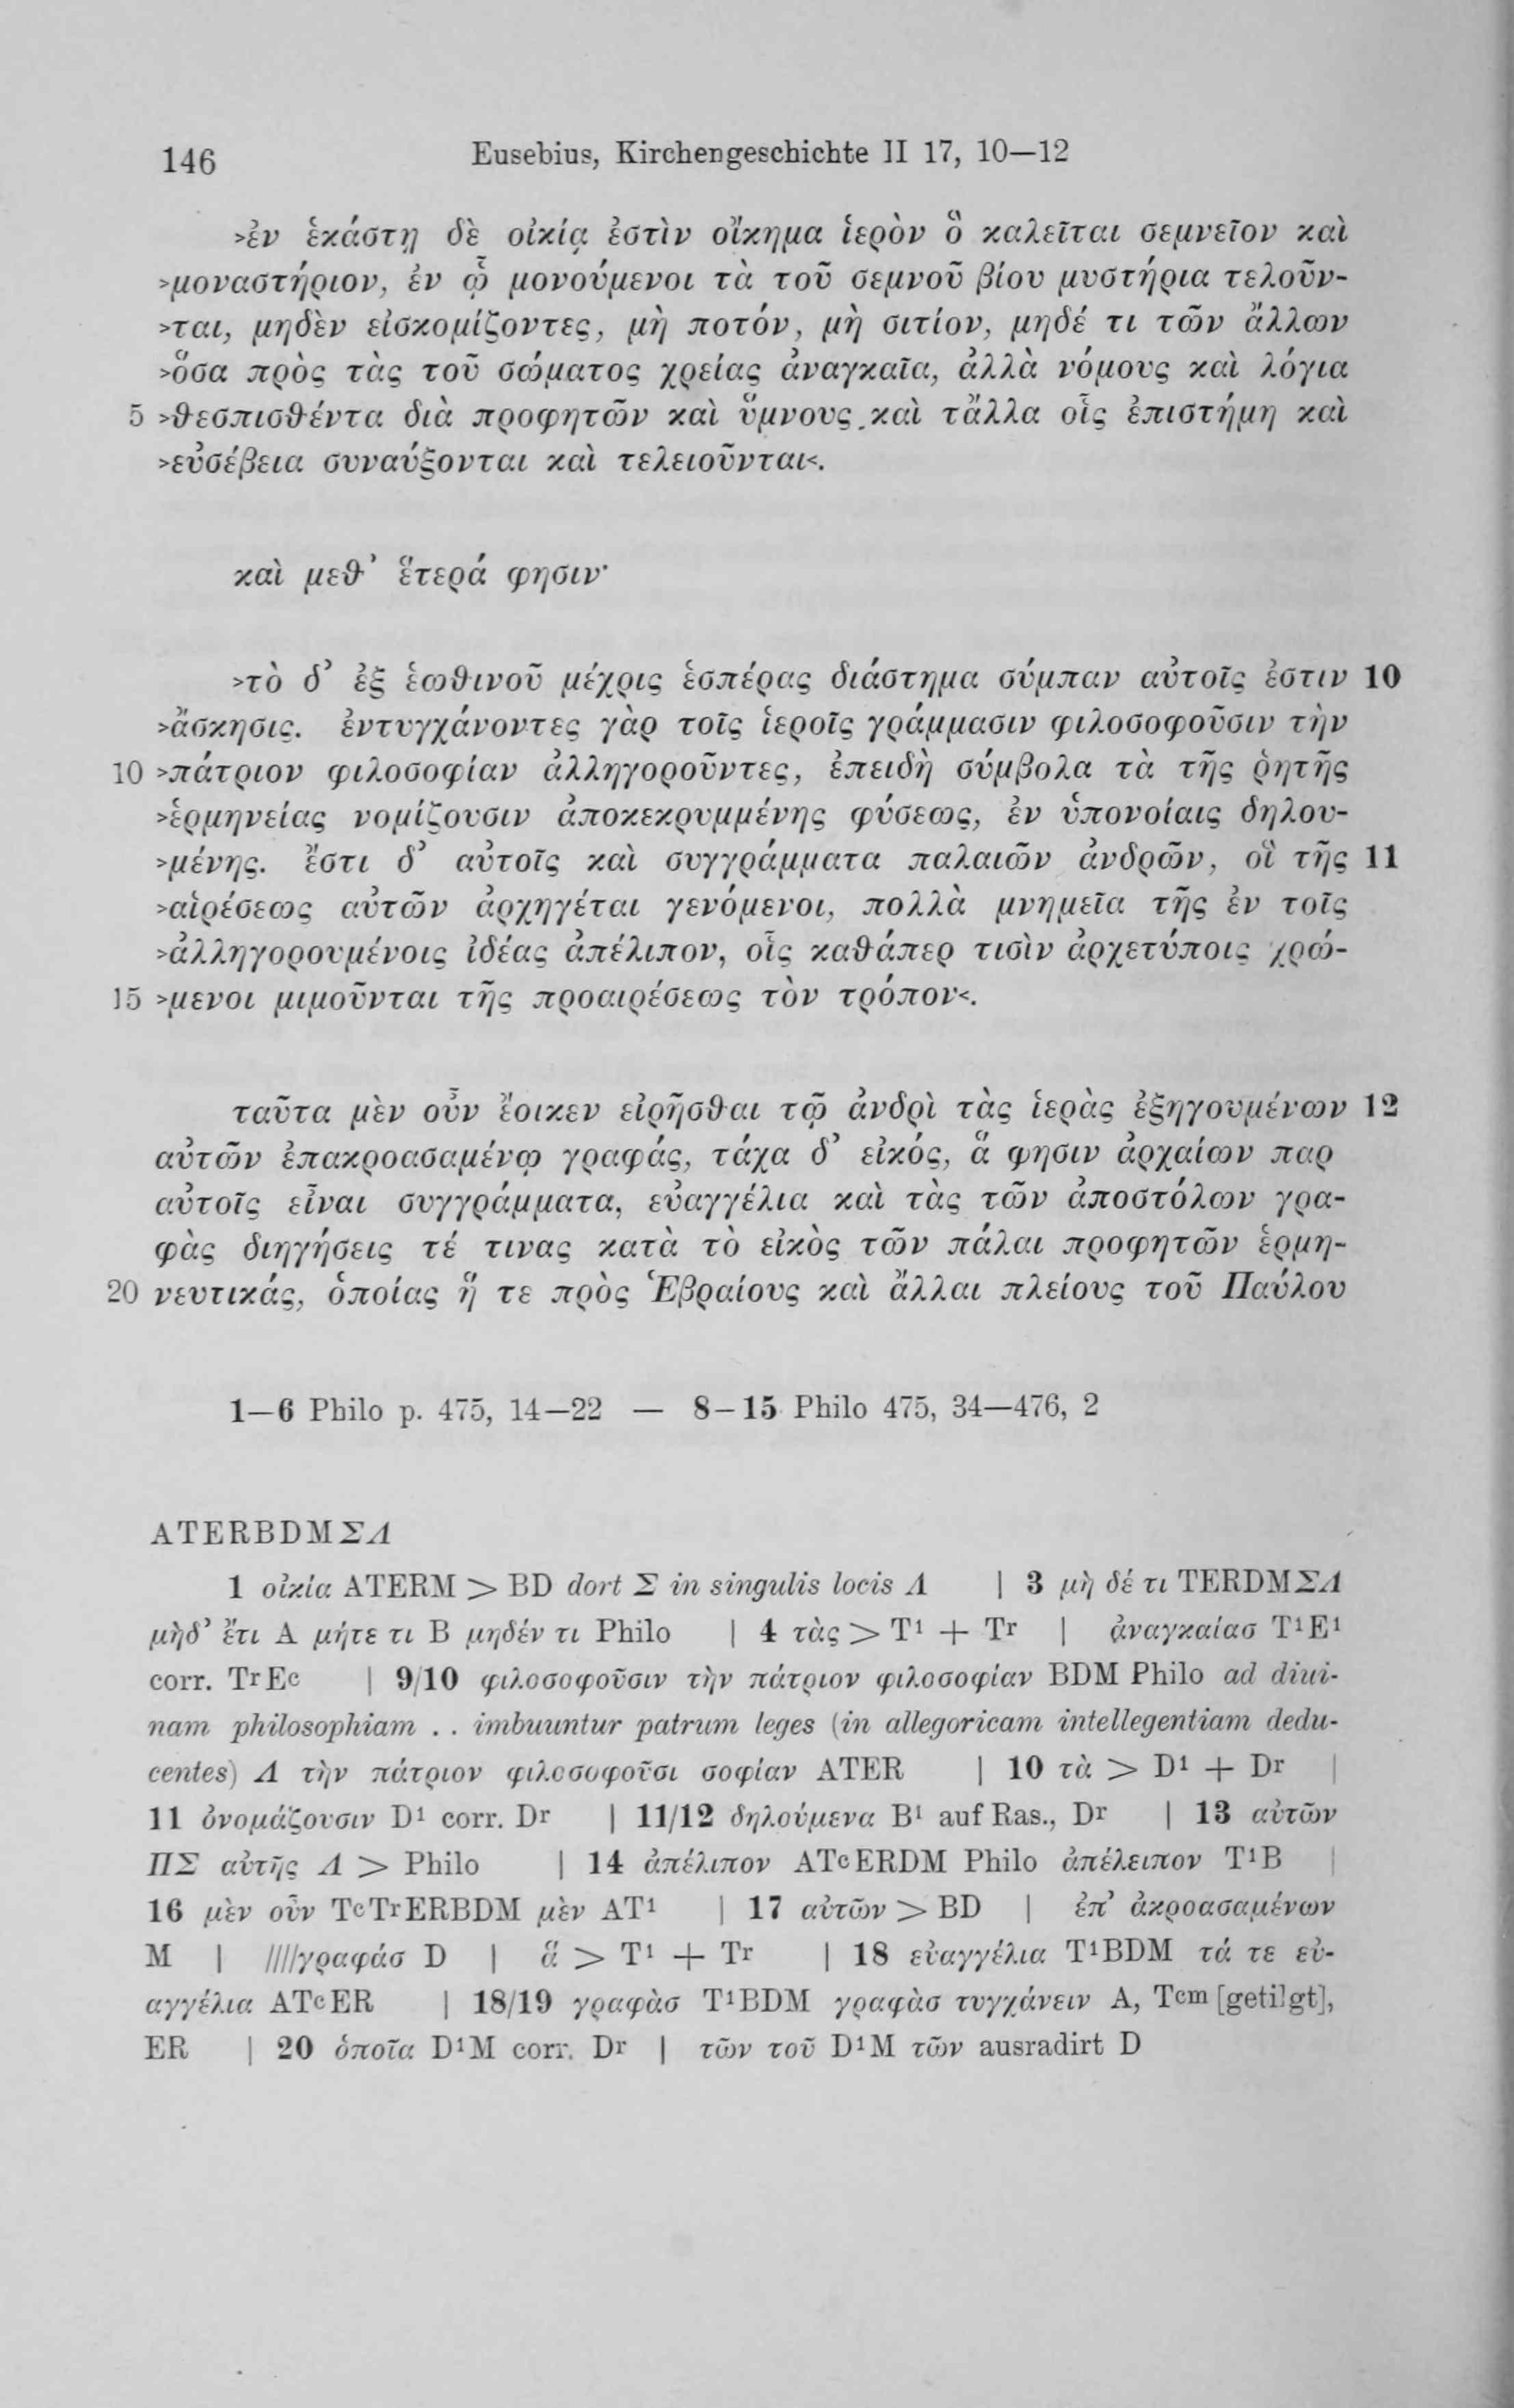 146 Eusebius, Kirchengeschichte II 17, 10—12
>ἐν ἑκάστῃ δὲ οἰκίᾳ ἐστὶν οἴκημα ἱερὸν ὃ καλεῖται σεμνεῖον καὶ
>μοναστήριον, ἐν ᾧ μονούμενοι τὰ τοῦ σεμνοῦ βίου μυστήρια τελοῦν-
>ται, μηδὲν εἰσκομίζοντες, μὴ ποτόν, μὴ σιτίον, μηδέ τι τῶν ἄλλων
>ὅσα πρὸς τὰς τοῦ σώματος χρείας ἀναγκαῖα, ἀλλὰ νόμους καὶ λόγια
5 >θεσπισθέντα διὰ προφητῶν καὶ ὕμνους καὶ τἄλλα οἷς ἐπιστήμη καὶ
>εὐσέβεια συναύξονται καὶ τελειοῦνται<.
καὶ μεθ’ ἕτερά φησιν·
>τὸ δ’ ἐξ ἑωθινοῦ μέχρις ἑσπέρας διάστημα σύμπαν αὐτοῖς ἐστιν 10
>ἄσκησις. ἐντυγχάνοντες γὰρ τοῖς ἱεροῖς γράμμασιν φιλοσοφοῦσιν τὴν
10 >πάτριον φιλοσοφίαν ἀλληγοροῦντες, ἐπειδὴ σύμβολα τὰ τῆς ῥητῆς
>ἑρμηνείας νομίζουσιν ἀποκεκρυμμένης φύσεως, ἐν ὑπονοίαις δηλου-
>μένης. ἔστι δ’ αὐτοῖς καὶ συγγράμματα παλαιῶν ἀνδρῶν, οἳ τῆς 11
>αἱρέσεως αὐτῶν ἀρχηγέται γενόμενοι, πολλὰ μνημεῖα τῆς ἐν τοῖς
>ἀλληγορουμένοις ἰδέας ἀπέλιπον, οἷς καθάπερ τισὶν ἀρχετύποις χρώ-
15 >μενοι μιμοῦνται τῆς προαιρέσεως τὸν τρόπον<.
ταῦτα μὲν οὖν ἔοικεν εἰρῆσθαι τῷ ἀνδρὶ τὰς ἱερὰς ἐξηγουμένων 12
αὐτῶν ἐπακροασαμένῳ γραφάς, τάχα δ’ εἰκός, ἅ φησιν ἀρχαίων παρ
αὐτοῖς εἶναι συγγράμματα, εὐαγγέλια καὶ τὰς τῶν ἀποστόλων γρα-
φὰς διηγήσεις τέ τινας κατὰ τὸ εἰκὸς τῶν πάλαι προφητῶν ἑρμη-
20 νευτικάς, ὁποίας ἥ τε πρὸς Ἑβραίους καὶ ἄλλαι πλείους τοῦ Παύλου
1—6 Philo p. 475, 14—22 — 8—15 Philo 475, 34—476, 2
ATERBDMΣΛ
1 οἰκία ATERM > BD dort Σ in singulis locis Λ | 3 μὴ δέ τι TERDMΣΛ
μὴδ’ ἔτι A μήτε τι B μηδέν τι Philo | 4 τὰς > T¹ + Tʳ | ἀναγκαίασ T¹E¹
corr. TʳEᶜ | 9/10 φιλοσοφοῦσιν τὴν πάτριον φιλοσοφίαν BDM Philo ad diui-
nam philosophiam . . imbuuntur patrum leges (in allegoricam intellegentiam dedu-
centes) Λ τὴν πάτριον φιλοσοφοῦσι σοφίαν ATER | 10 τὰ > D¹ + Dʳ |
11 ὀνομάζουσιν D¹ corr. Dʳ | 11/12 δηλούμενα B¹ auf Ras., Dʳ | 13 αὐτῶν
ΠΣ αὐτῆς Λ > Philo | 14 ἀπέλιπον ATᶜERDM Philo ἀπέλειπον T¹B |
16 μὲν οὖν TᶜTʳERBDM μὲν AT¹ | 17 αὐτῶν > BD | ἐπ’ ἀκροασαμένων
M | ////γραφάσ D | ἅ > T¹ + Tʳ | 18 εὐαγγέλια T¹BDM τά τε εὐ-
αγγέλια ATᶜER | 18/19 γραφὰσ T¹BDM γραφὰσ τυγχάνειν A, Tᶜᵐ [getilgt],
ER | 20 ὁποῖα D¹M corr. Dʳ | τῶν τοῦ D¹M τῶν ausradirt D